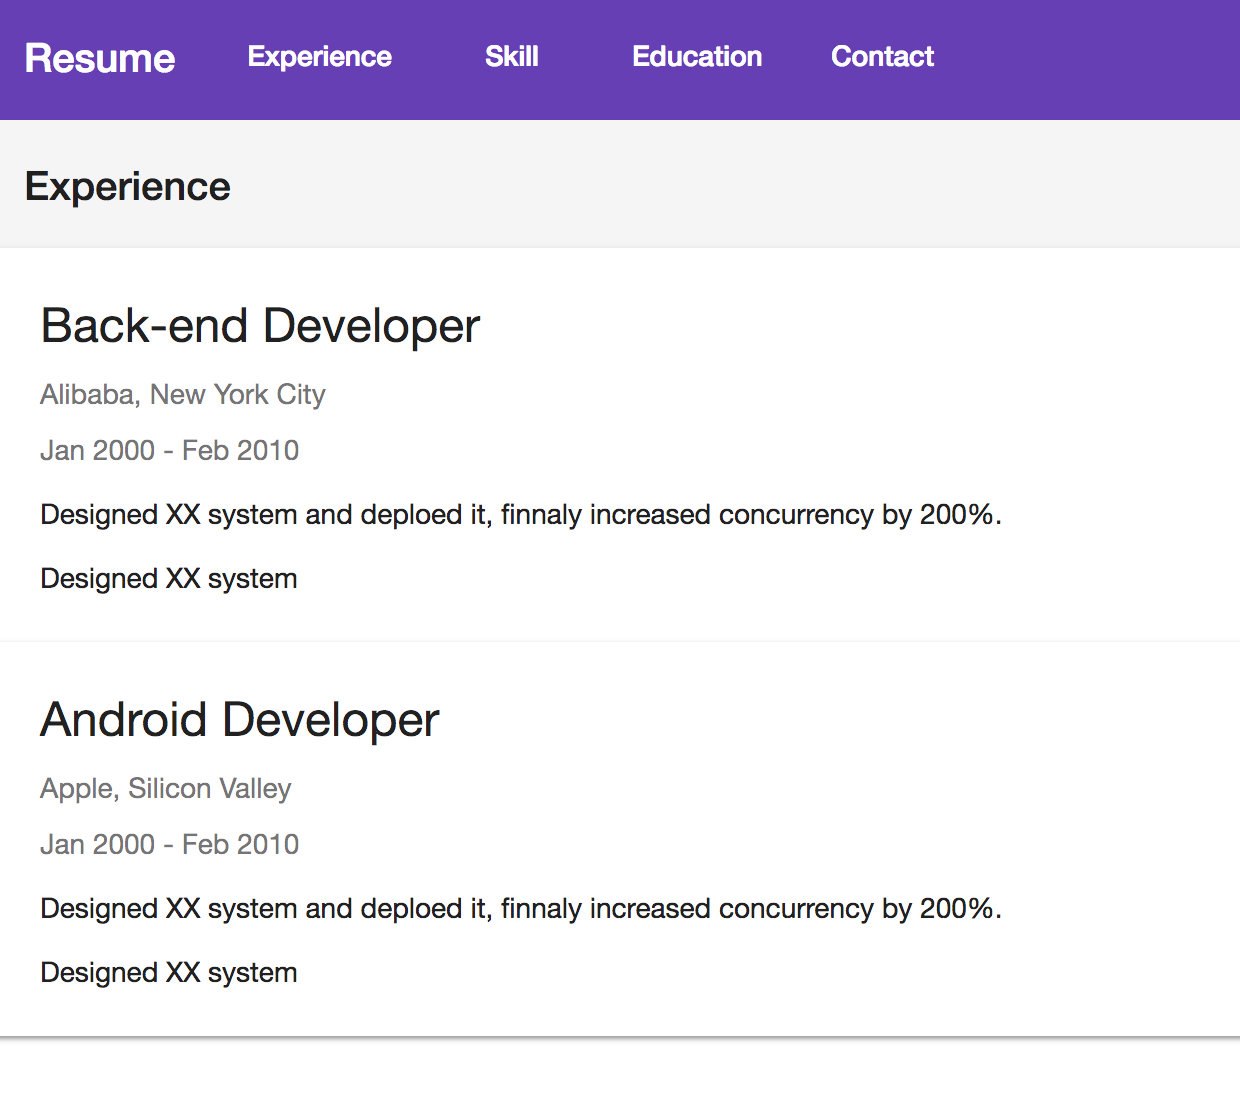 Resume Experience Skill Education Contact
Experience
Back-end Developer
Alibaba, New York City
Jan 2000 - Feb 2010
Designed XX system and deploed it, finnaly increased concurrency by 200%.
Designed XX system
Android Developer
Apple, Silicon Valley
Jan 2000 - Feb 2010
Designed XX system and deploed it, finnaly increased concurrency by 200%.
Designed XX system